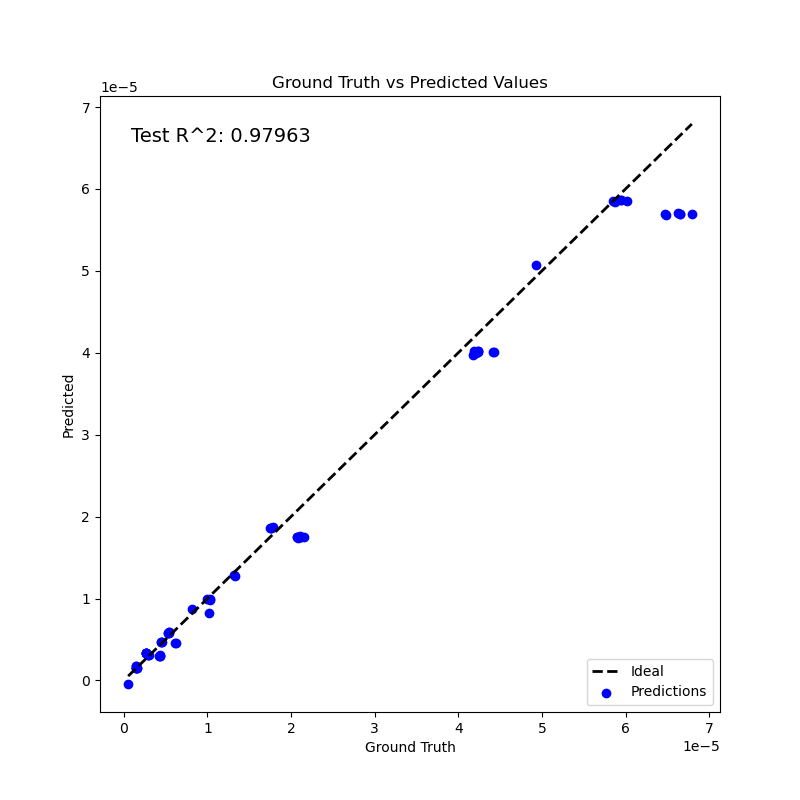 Ground Truth vs Predicted Values
1e−5
Test R^2: 0.97963
7
6
5
4
3
2
1
0
Predicted
Ideal
Predictions
0 1 2 3 4 5 6 7
Ground Truth
1e−5